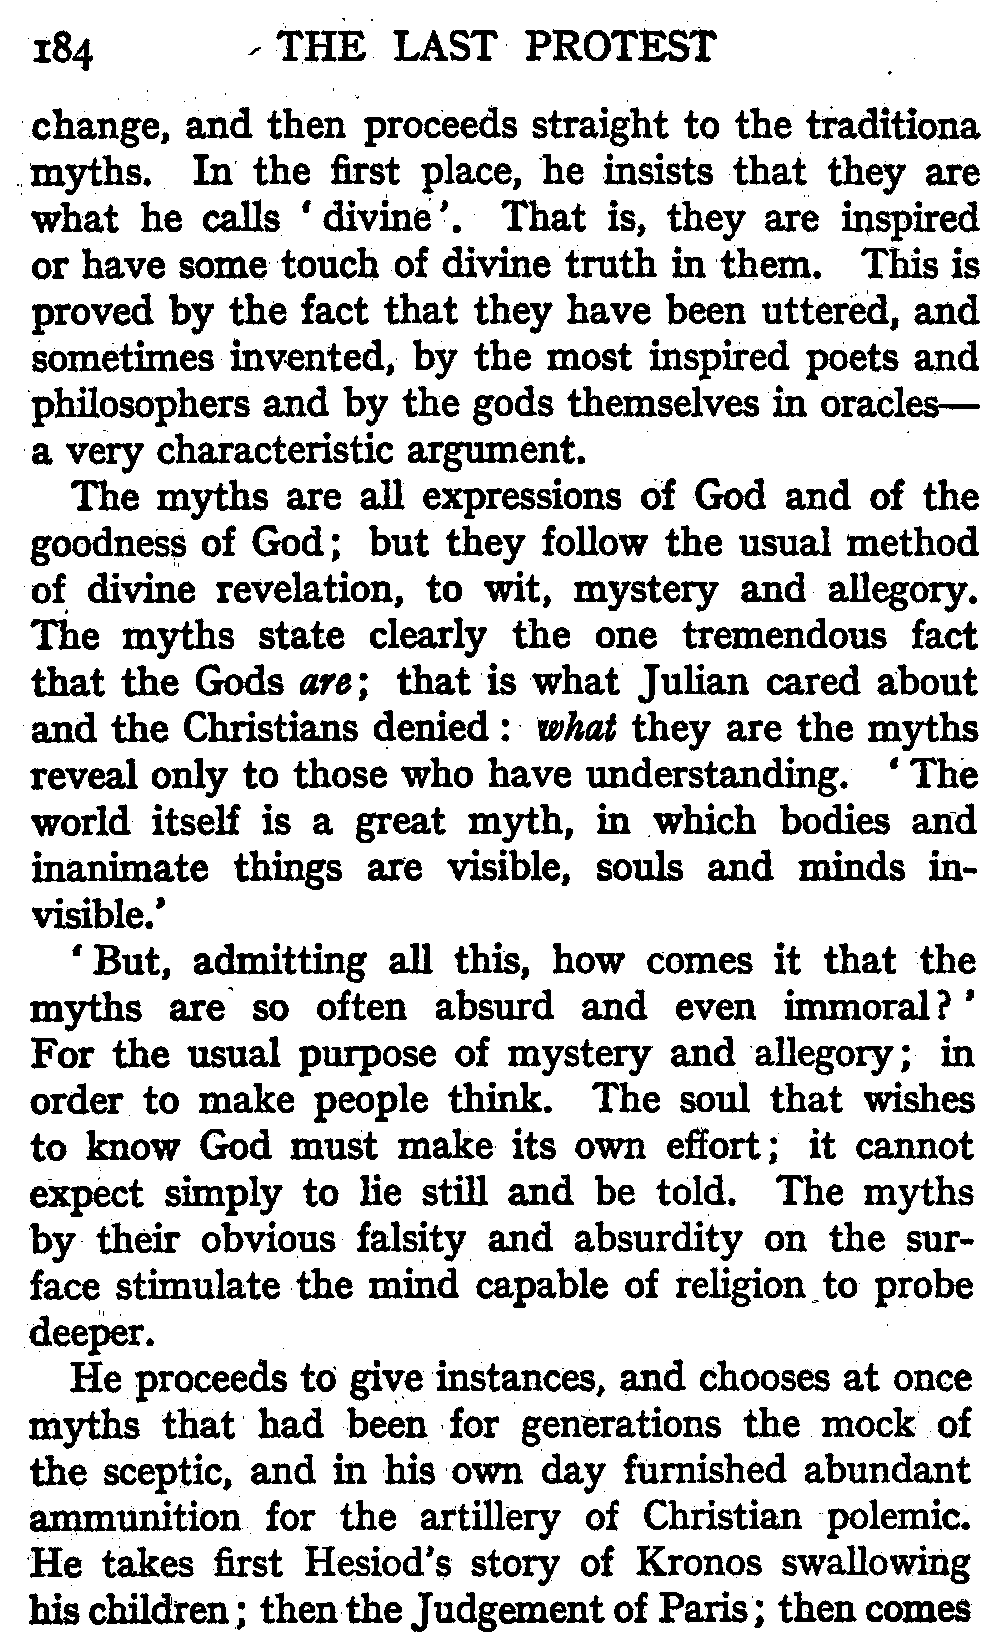 184 THE LAST PROTEST
change, and then proceeds straight to the traditiona
myths. In the first place, he insists that they are
what he calls ‘ divine ’. That is, they are inspired
or have some touch of divine truth in them. This is
proved by the fact that they have been uttered, and
sometimes invented, by the most inspired poets and
philosophers and by the gods themselves in oracles—
a very characteristic argument.
The myths are all expressions of God and of the
goodness of God; but they follow the usual method
of divine revelation, to wit, mystery and allegory.
The myths state clearly the one tremendous fact
that the Gods are; that is what Julian cared about
and the Christians denied : what they are the myths
reveal only to those who have understanding. ‘ The
world itself is a great myth, in which bodies and
inanimate things are visible, souls and minds in-
visible.’
‘ But, admitting all this, how comes it that the
myths are so often absurd and even immoral? ’
For the usual purpose of mystery and allegory; in
order to make people think. The soul that wishes
to know God must make its own effort; it cannot
expect simply to lie still and be told. The myths
by their obvious falsity and absurdity on the sur-
face stimulate the mind capable of religion to probe
deeper.
He proceeds to give instances, and chooses at once
myths that had been for generations the mock of
the sceptic, and in his own day furnished abundant
ammunition for the artillery of Christian polemic.
He takes first Hesiod's story of Kronos swallowing
his children; then the Judgement of Paris; then comes